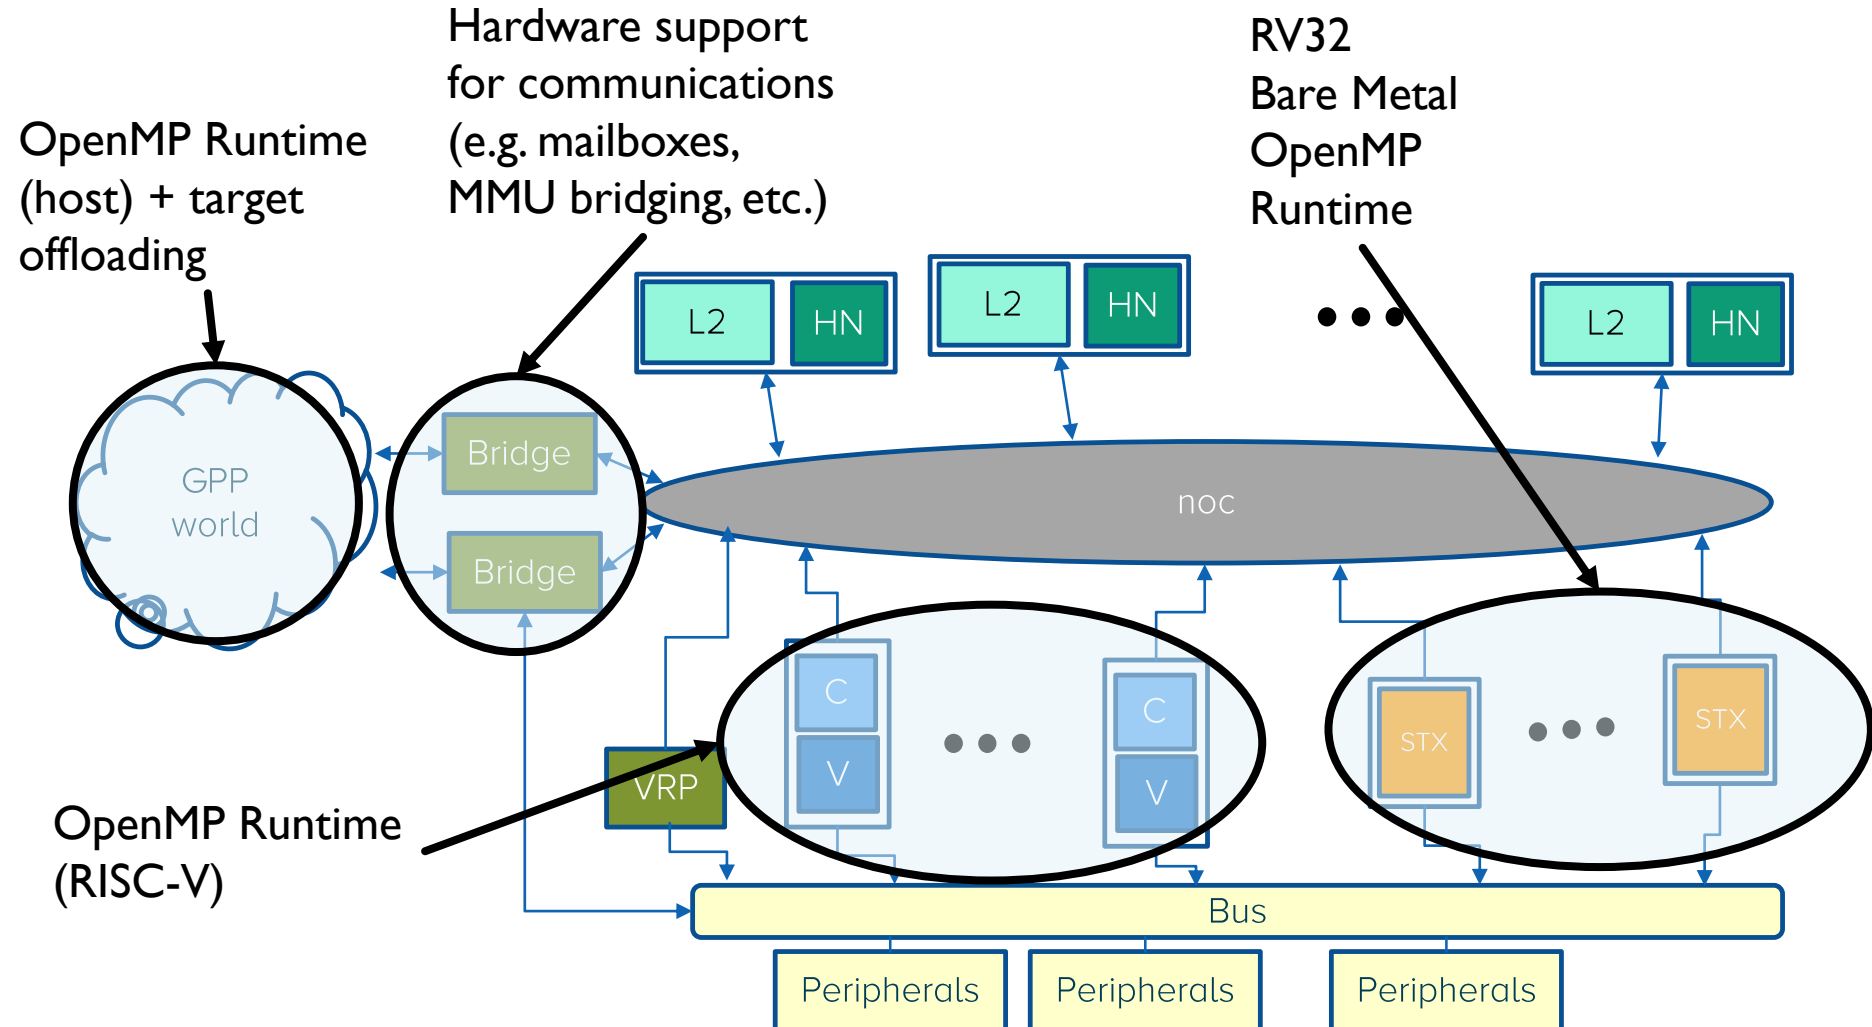 Hardware support
for communications
(e.g. mailboxes,
MMU bridging, etc.)
RV32
Bare Metal
OpenMP
Runtime
OpenMP Runtime
(host) + target
offloading
L2
HN
L2
HN
L2
HN
GPP
world
Bridge
Bridge
noc
C
V
C
V
STX
STX
VRP
OpenMP Runtime
(RISC-V)
Bus
Peripherals
Peripherals
Peripherals